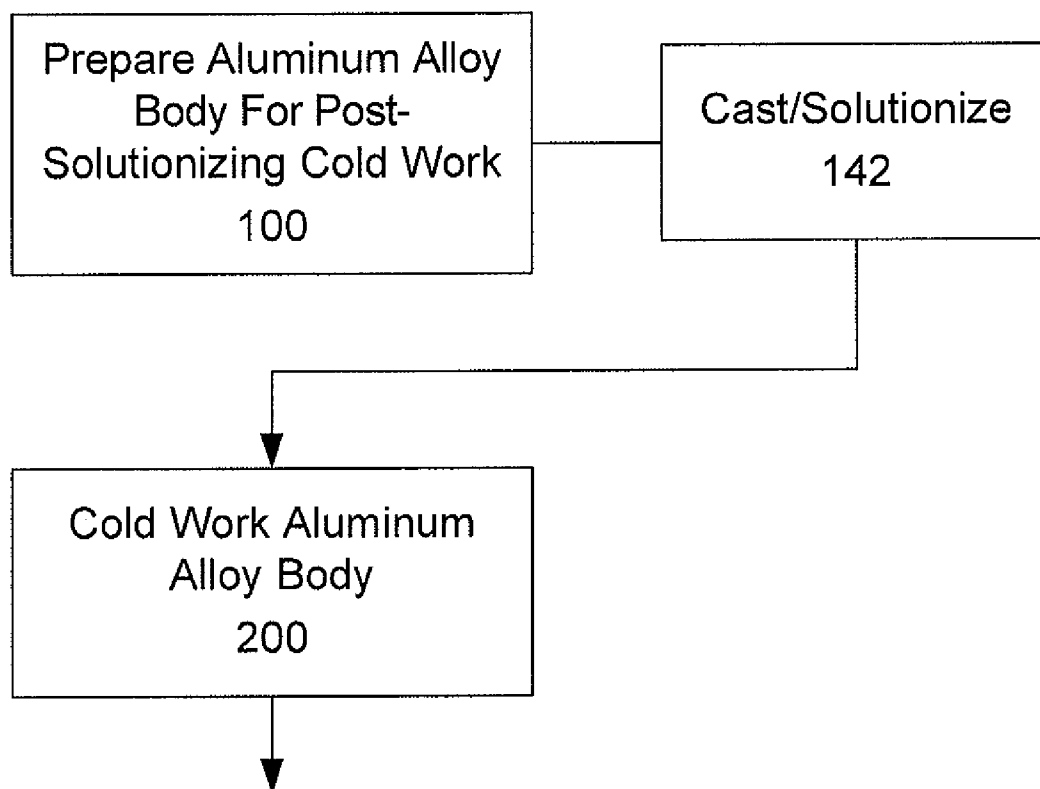 Prepare Aluminum Alloy
Body For Post-
Solutionizing Cold Work
100
Cast/Solutionize
142
Cold Work Aluminum
Alloy Body
200